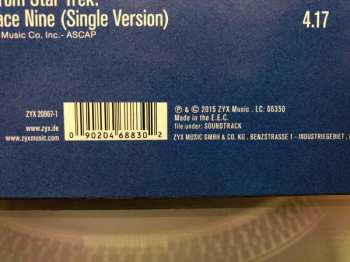 from Star Trek:
ace Nine (Single Version) 4.17
Music Co. Inc.- ASCAP
ZYX 20967-1
www.zyx.de
www.zyxmusic.com
0 90204 68830 2
℗ & © 2015 ZYX Music . LC: 06350
Made in the E.E.C.
file under: SOUNDTRACK
ZYX MUSIC GMBH & CO. KG . BENZSTRASSE 1 - INDUSTRIEGEBIET .